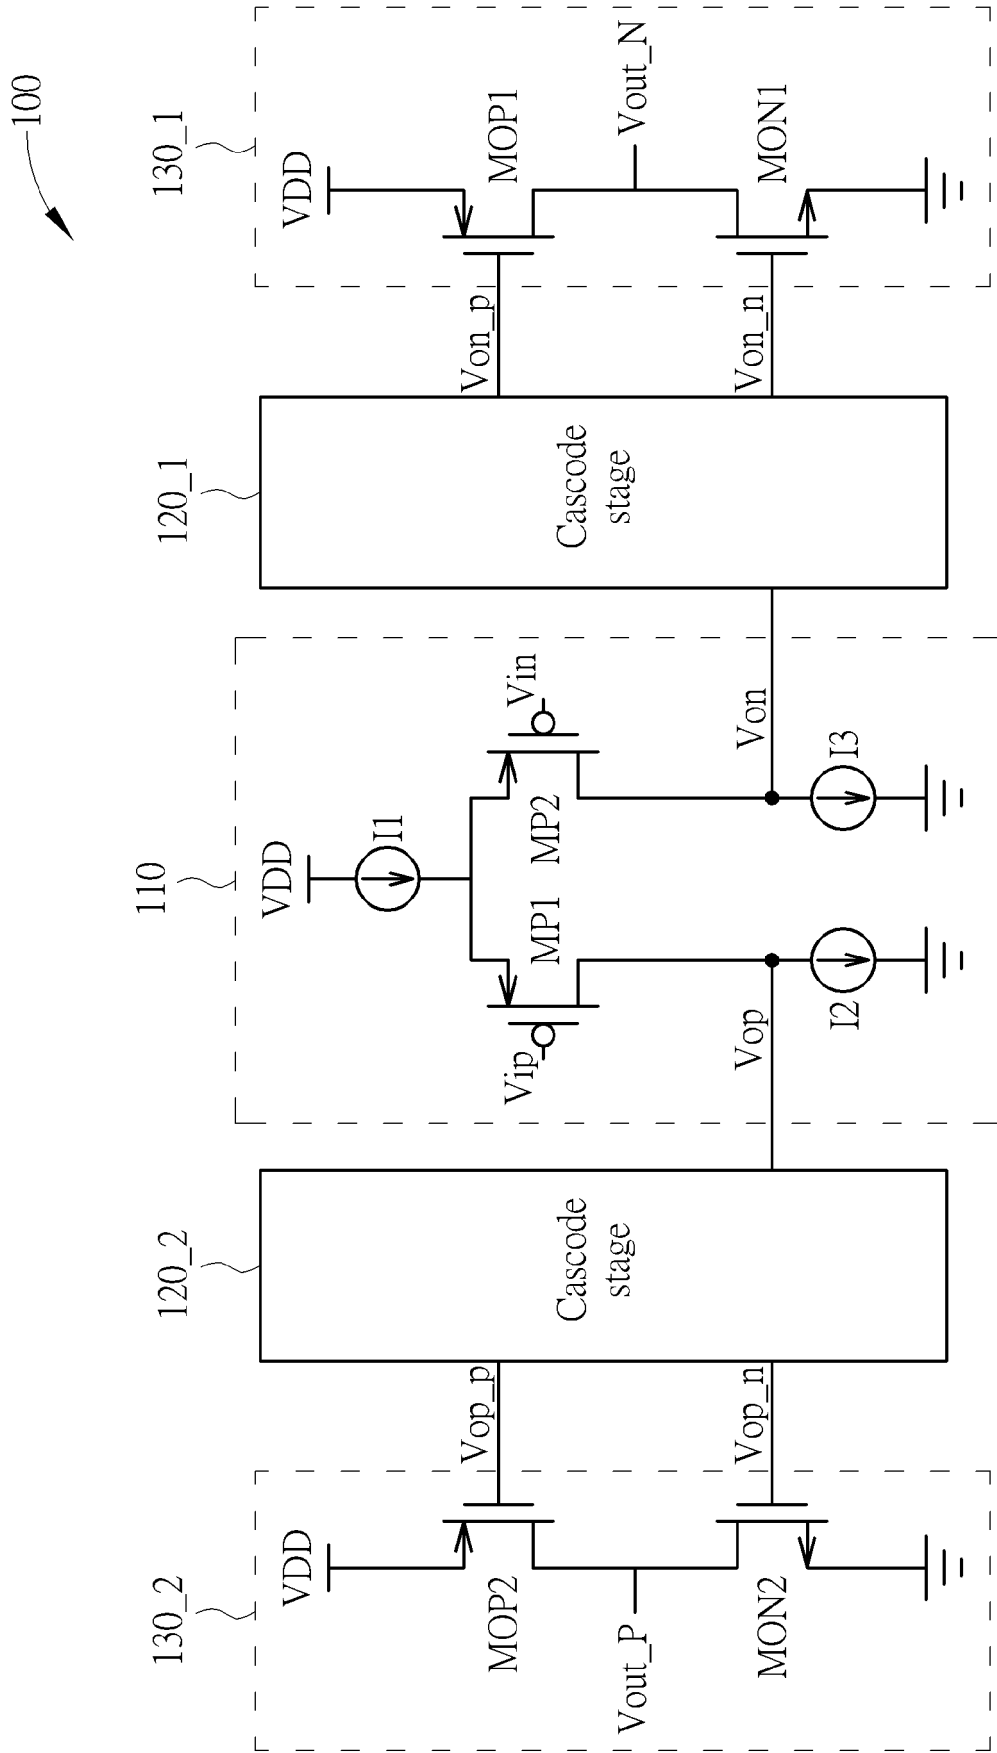 100
130_2
120_2
110
120_1
130_1
VDD
MOP2
Vout_P
MON2
Vop_p
Vop_n
Cascode
stage
VDD
I1
Vip
MP1
MP2
Vin
Vop
Von
I2
I3
Cascode
stage
Von_p
Von_n
VDD
MOP1
Vout_N
MON1